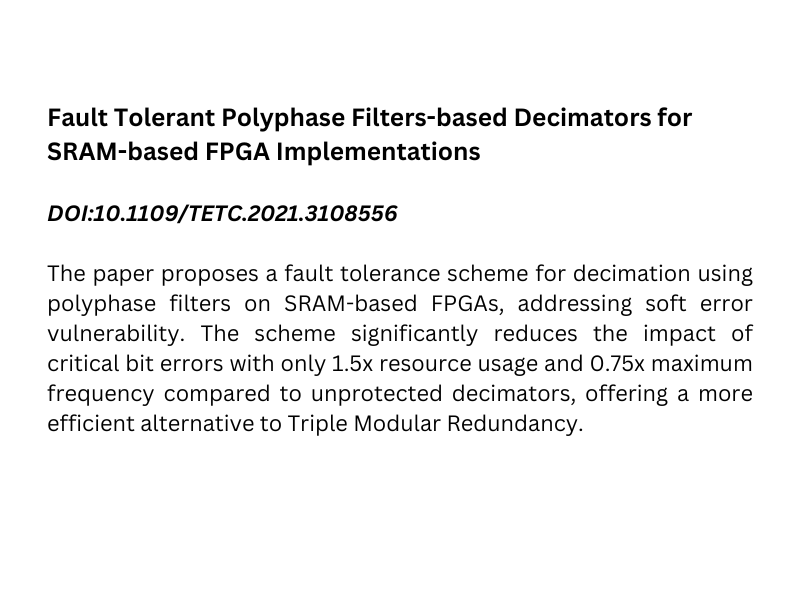 Fault Tolerant Polyphase Filters-based Decimators for
SRAM-based FPGA Implementations
DOI:10.1109/TETC.2021.3108556
The paper proposes a fault tolerance scheme for decimation using
polyphase filters on SRAM-based FPGAs, addressing soft error
vulnerability. The scheme significantly reduces the impact of
critical bit errors with only 1.5x resource usage and 0.75x maximum
frequency compared to unprotected decimators, offering a more
efficient alternative to Triple Modular Redundancy.